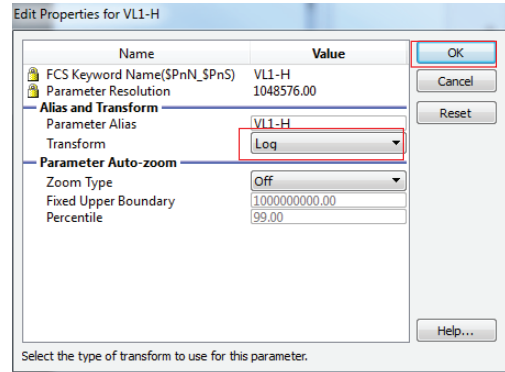 Edit Properties for VL1-H
Name Value
FCS Keyword Name($PnN_$PnS) VL1-H
Parameter Resolution 1048576.00
Alias and Transform
Parameter Alias VL1-H
Transform Log
Parameter Auto-zoom
Zoom Type Off
Fixed Upper Boundary 1000000000.00
Percentile 99.00
OK
Cancel
Reset
Help...
Select the type of transform to use for this parameter.